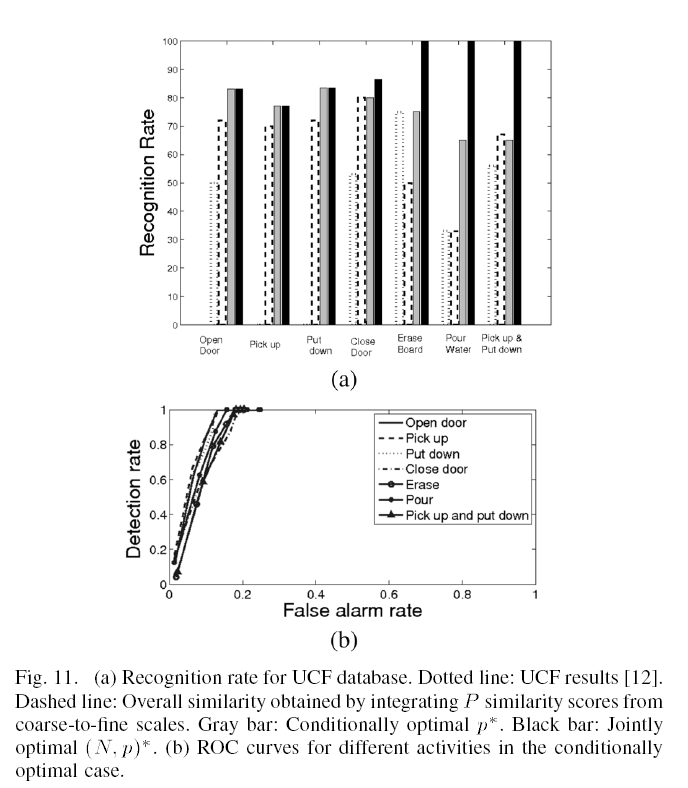 100
90
80
70
60
50
40
30
20
10
0
Recognition Rate
Open Door
Pick up
Put down
Close Door
Erase Board
Pour Water
Pick up & Put down
(a)
1
0.8
0.6
0.4
0.2
0
Detection rate
Open door
Pick up
Put down
Close door
Erase
Pour
Pick up and put down
0 0.2 0.4 0.6 0.8 1
False alarm rate
(b)
Fig. 11. (a) Recognition rate for UCF database. Dotted line: UCF results [12].
Dashed line: Overall similarity obtained by integrating P similarity scores from
coarse-to-fine scales. Gray bar: Conditionally optimal p*. Black bar: Jointly
optimal (N, p)*. (b) ROC curves for different activities in the conditionally
optimal case.